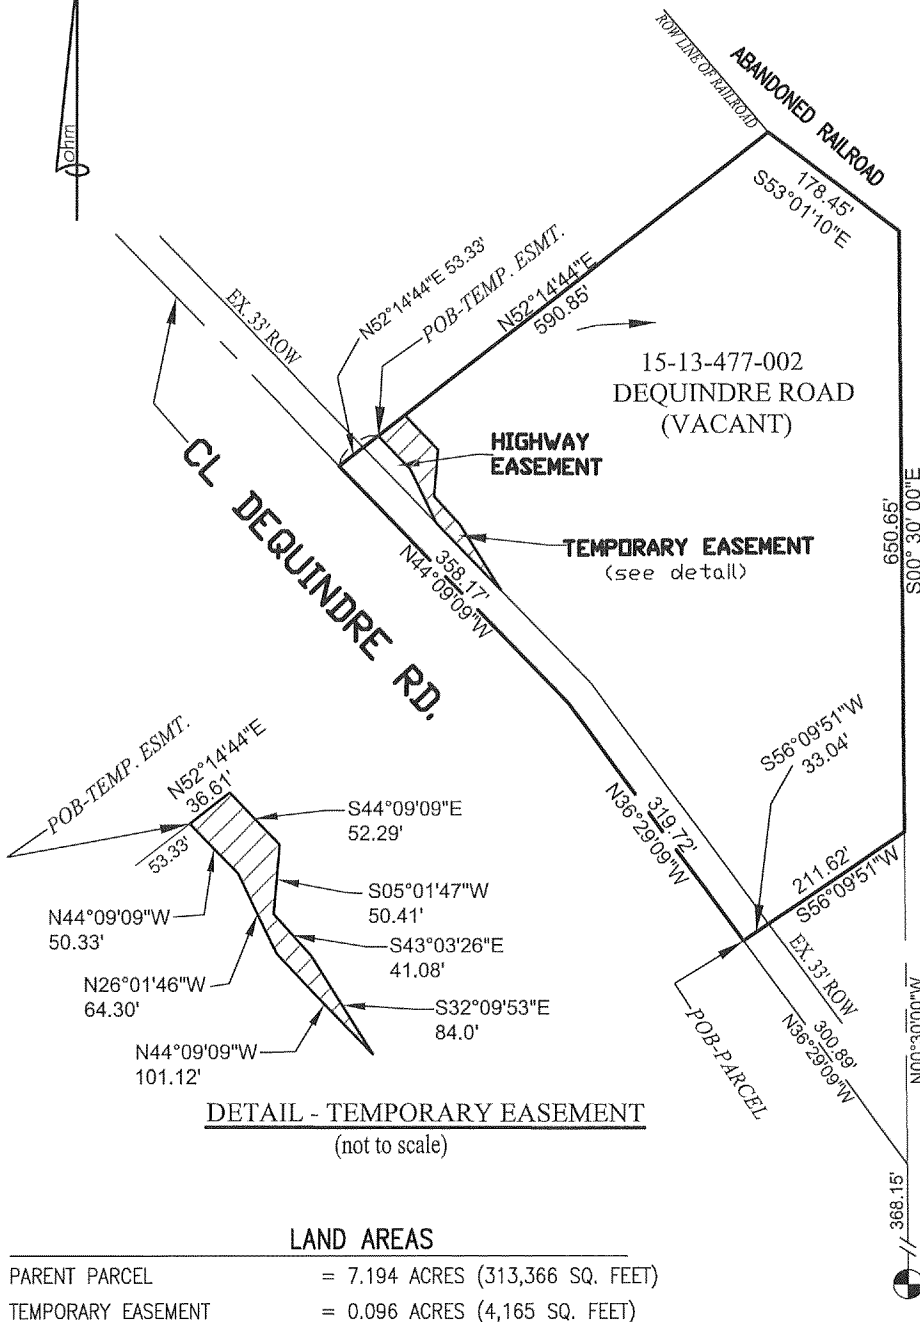 ohm
ROW LINE OF RAILROAD
ABANDONED RAILROAD
178.45'
S53°01'10"E
N52°14'44"E 53.33'
POB-TEMP. ESMT.
N52°14'44"E
590.85'
EX. 33' ROW
15-13-477-002
DEQUINDRE ROAD
(VACANT)
HIGHWAY
EASEMENT
CL DEQUINDRE RD.
TEMPORARY EASEMENT
(see detail)
650.65'
S00° 30' 00"E
358.17'
N44°09'09"W
S56°09'51"W
33.04'
319.72'
N36°29'09"W
211.62'
S56°09'51"W
EX. 33' ROW
POB-PARCEL
300.89'
N36°29'09"W
N00°30'00"W
368.15'
POB-TEMP. ESMT.
N52°14'44"E
36.61'
53.33'
S44°09'09"E
52.29'
S05°01'47"W
50.41'
N44°09'09"W
50.33'
S43°03'26"E
41.08'
N26°01'46"W
64.30'
S32°09'53"E
84.0'
N44°09'09"W
101.12'
DETAIL - TEMPORARY EASEMENT
(not to scale)
LAND AREAS
PARENT PARCEL = 7.194 ACRES (313,366 SQ. FEET)
TEMPORARY EASEMENT = 0.096 ACRES (4,165 SQ. FEET)